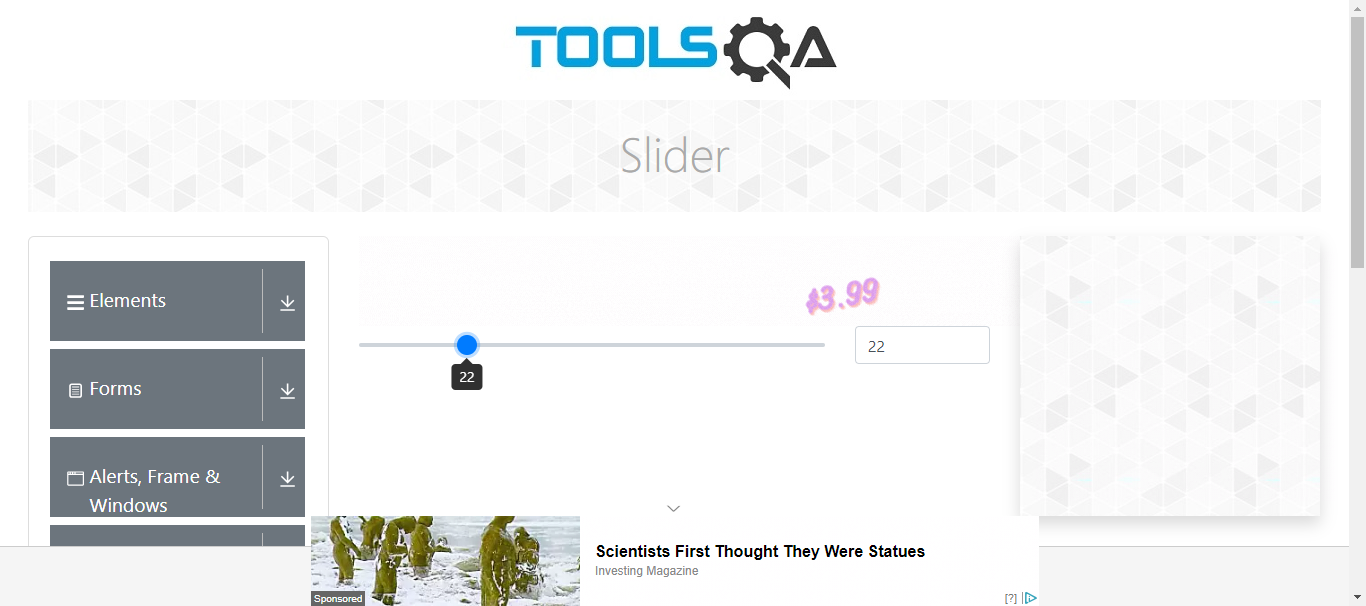 TOOLSQA
Slider
Elements
$3.99
22
22
Forms
Alerts, Frame &
Windows
Scientists First Thought They Were Statues
Investing Magazine
Sponsored
[?]